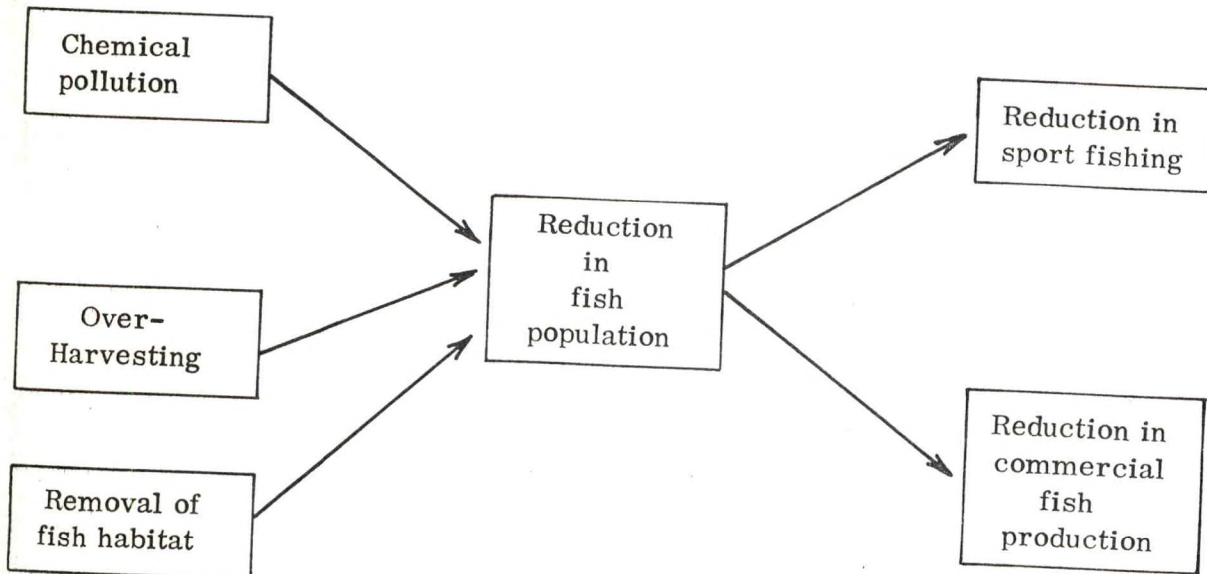 Chemical
pollution
Over-
Harvesting
Removal of
fish habitat
Reduction
in
fish
population
Reduction in
sport fishing
Reduction in
commercial
fish
production